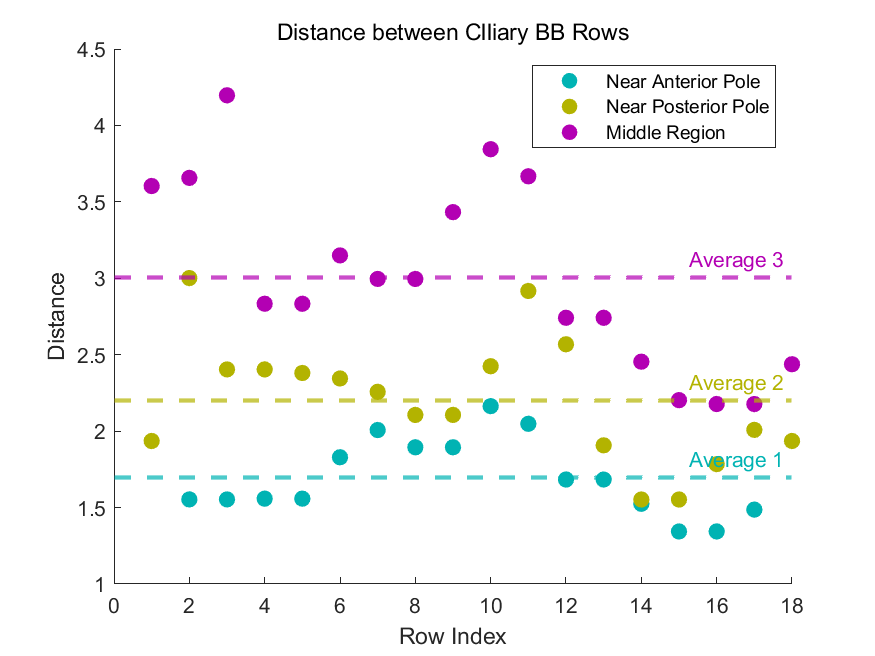 Distance between CIliary BB Rows
Near Anterior Pole
Near Posterior Pole
Middle Region
4.5
4
3.5
3
2.5
2
1.5
1
Distance
Average 3
Average 2
Average 1
0
2
4
6
8
10
12
14
16
18
Row Index